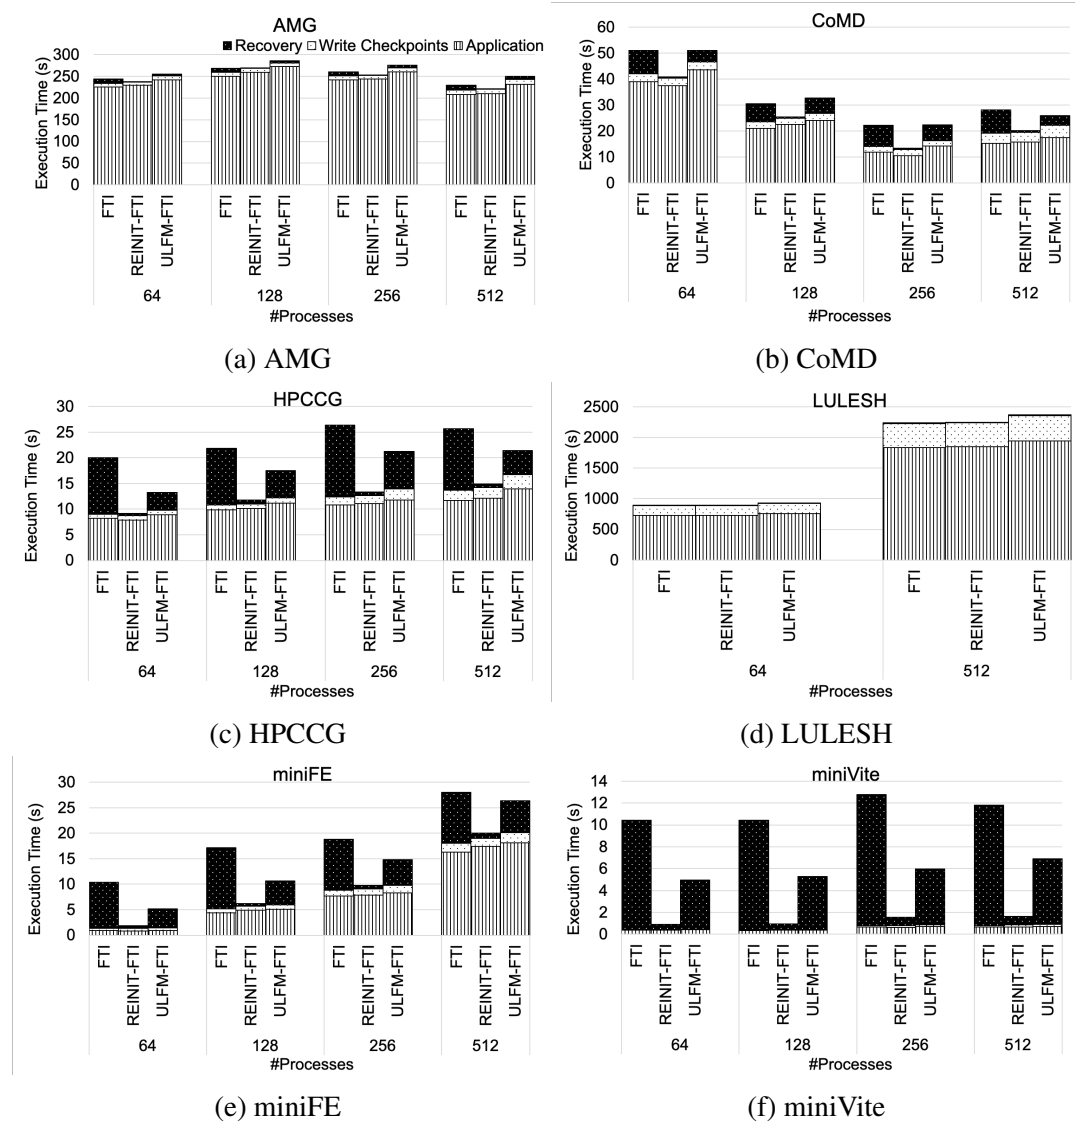 AMG
Recovery Write Checkpoints Application
Execution Time (s)
300
250
200
150
100
50
0
FTI REINIT-FTI ULFM-FTI FTI REINIT-FTI ULFM-FTI FTI REINIT-FTI ULFM-FTI FTI REINIT-FTI ULFM-FTI
64 128 256 512
#Processes
(a) AMG
CoMD
Execution Time (s)
60
50
40
30
20
10
0
FTI REINIT-FTI ULFM-FTI FTI REINIT-FTI ULFM-FTI FTI REINIT-FTI ULFM-FTI FTI REINIT-FTI ULFM-FTI
64 128 256 512
#Processes
(b) CoMD
HPCCG
Execution Time (s)
30
25
20
15
10
5
0
FTI REINIT-FTI ULFM-FTI FTI REINIT-FTI ULFM-FTI FTI REINIT-FTI ULFM-FTI FTI REINIT-FTI ULFM-FTI
64 128 256 512
#Processes
(c) HPCCG
LULESH
Execution Time (s)
2500
2000
1500
1000
500
0
FTI REINIT-FTI ULFM-FTI FTI REINIT-FTI ULFM-FTI
64 512
#Processes
(d) LULESH
miniFE
Execution Time (s)
30
25
20
15
10
5
0
FTI REINIT-FTI ULFM-FTI FTI REINIT-FTI ULFM-FTI FTI REINIT-FTI ULFM-FTI FTI REINIT-FTI ULFM-FTI
64 128 256 512
#Processes
(e) miniFE
miniVite
Execution Time (s)
14
12
10
8
6
4
2
0
FTI REINIT-FTI ULFM-FTI FTI REINIT-FTI ULFM-FTI FTI REINIT-FTI ULFM-FTI FTI REINIT-FTI ULFM-FTI
64 128 256 512
#Processes
(f) miniVite